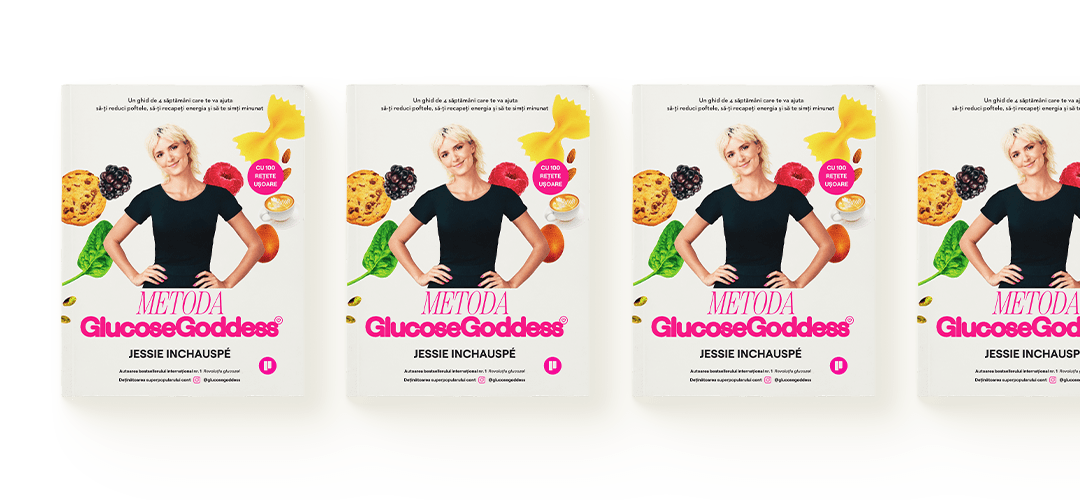 Un ghid de 4 săptămâni care te va ajuta
să-ți reduci poftele, să-ți recapeți energia și să te simți minunat
CU 100
REȚETE
UȘOARE
METODA
GlucoseGoddess
JESSIE INCHAUSPÉ
Autoarea bestsellerului internațional nr. 1 Revoluția glucozei
Deținătoarea superpopularului cont @glucosegoddess
Un ghid de 4 săptămâni care te va ajuta
să-ți reduci poftele, să-ți recapeți energia și să te simți minunat
CU 100
REȚETE
UȘOARE
METODA
GlucoseGoddess
JESSIE INCHAUSPÉ
Autoarea bestsellerului internațional nr. 1 Revoluția glucozei
Deținătoarea superpopularului cont @glucosegoddess
Un ghid de 4 săptămâni care te va ajuta
să-ți reduci poftele, să-ți recapeți energia și să te simți minunat
CU 100
REȚETE
UȘOARE
METODA
GlucoseGoddess
JESSIE INCHAUSPÉ
Autoarea bestsellerului internațional nr. 1 Revoluția glucozei
Deținătoarea superpopularului cont @glucosegoddess
Un ghid de 4 săptămâni care te va
să-ți reduci poftele, să-ți recapeți energia și să te
METODA
GlucoseGod
JESSIE INCHAUSP
Autoarea bestsellerului internațional nr. 1 Revoluția
Deținătoarea superpopularului cont @glucose